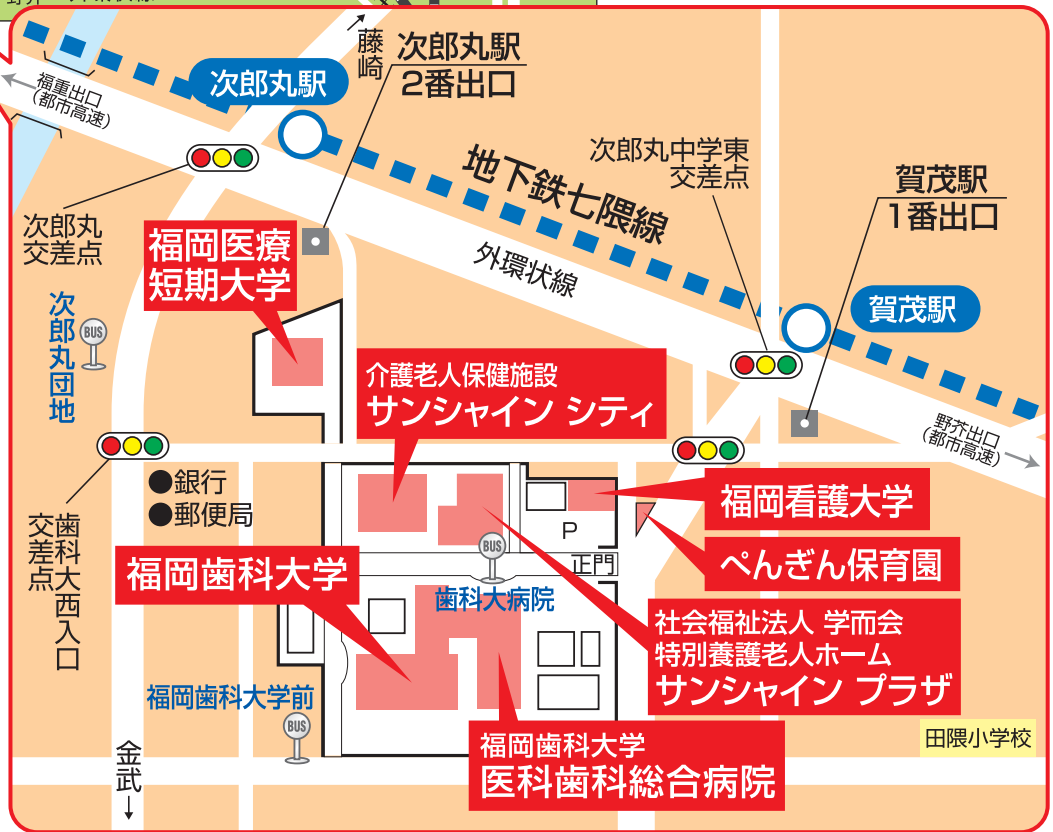 藤崎
次郎丸駅
2番出口
次郎丸駅
福重出口
(都市高速)
次郎丸中学東
交差点
地下鉄七隈線
賀茂駅
1番出口
次郎丸
交差点
福岡医療
短期大学
外環状線
賀茂駅
次郎丸団地
BUS
介護老人保健施設
サンシャイン シティ
野芥出口
(都市高速)
●銀行
●郵便局
歯科大西入口
交差点
福岡看護大学
P
正門
BUS
歯科大病院
福岡歯科大学
ぺんぎん保育園
社会福祉法人 学而会
特別養護老人ホーム
サンシャイン プラザ
福岡歯科大学前
BUS
福岡歯科大学
医科歯科総合病院
田隈小学校
金武